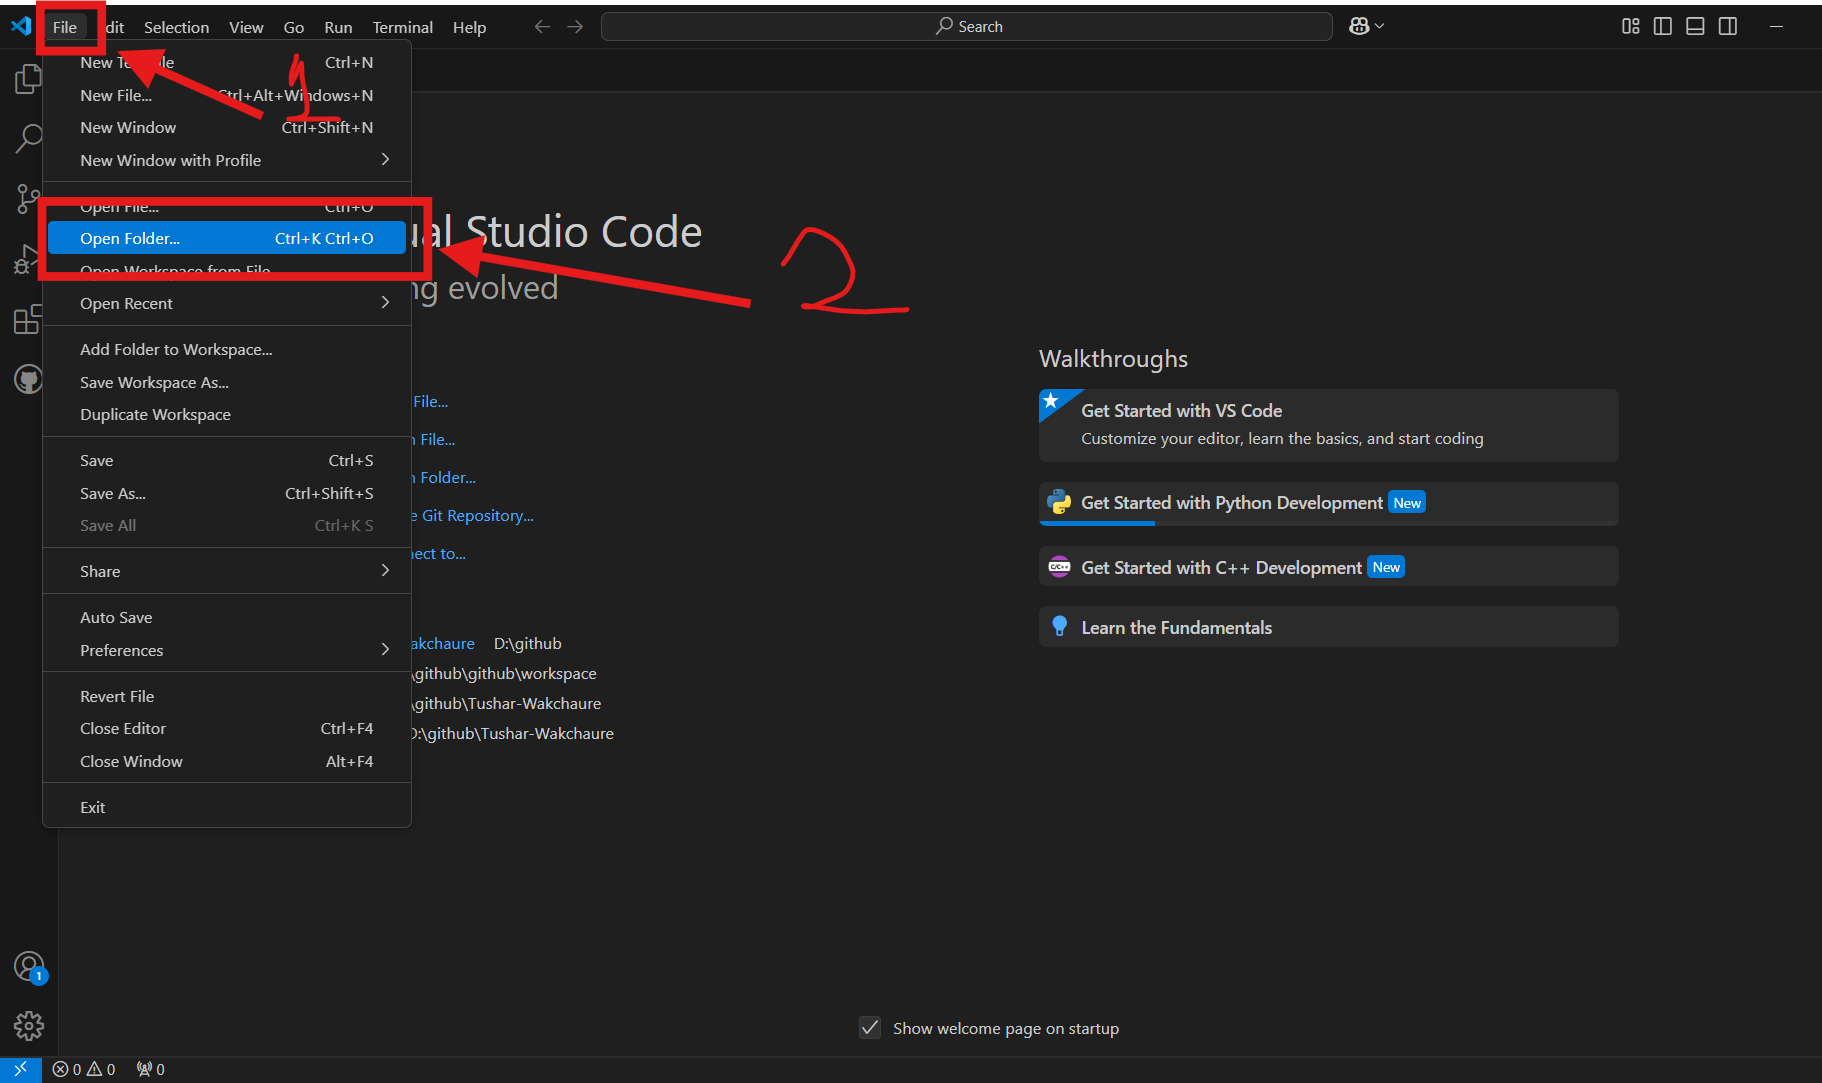 File Edit Selection View Go Run Terminal Help
Search
1
New Text File Ctrl+N
New File... Ctrl+Alt+Windows+N
New Window Ctrl+Shift+N
New Window with Profile
Open File... Ctrl+O
Open Folder... Ctrl+K Ctrl+O
Open Workspace from File
Open Recent
Add Folder to Workspace...
Save Workspace As...
Duplicate Workspace
Save Ctrl+S
Save As... Ctrl+Shift+S
Save All Ctrl+K S
Share
Auto Save
Preferences
Revert File
Close Editor Ctrl+F4
Close Window Alt+F4
Exit
ual Studio Code
ng evolved
2
File...
n File...
n Folder...
e Git Repository...
nect to...
akchaure D:\github
\github\github\workspace
\github\Tushar-Wakchaure
D:\github\Tushar-Wakchaure
Walkthroughs
Get Started with VS Code
Customize your editor, learn the basics, and start coding
Get Started with Python Development New
C/C++ Get Started with C++ Development New
Learn the Fundamentals
1
Show welcome page on startup
0 0 0